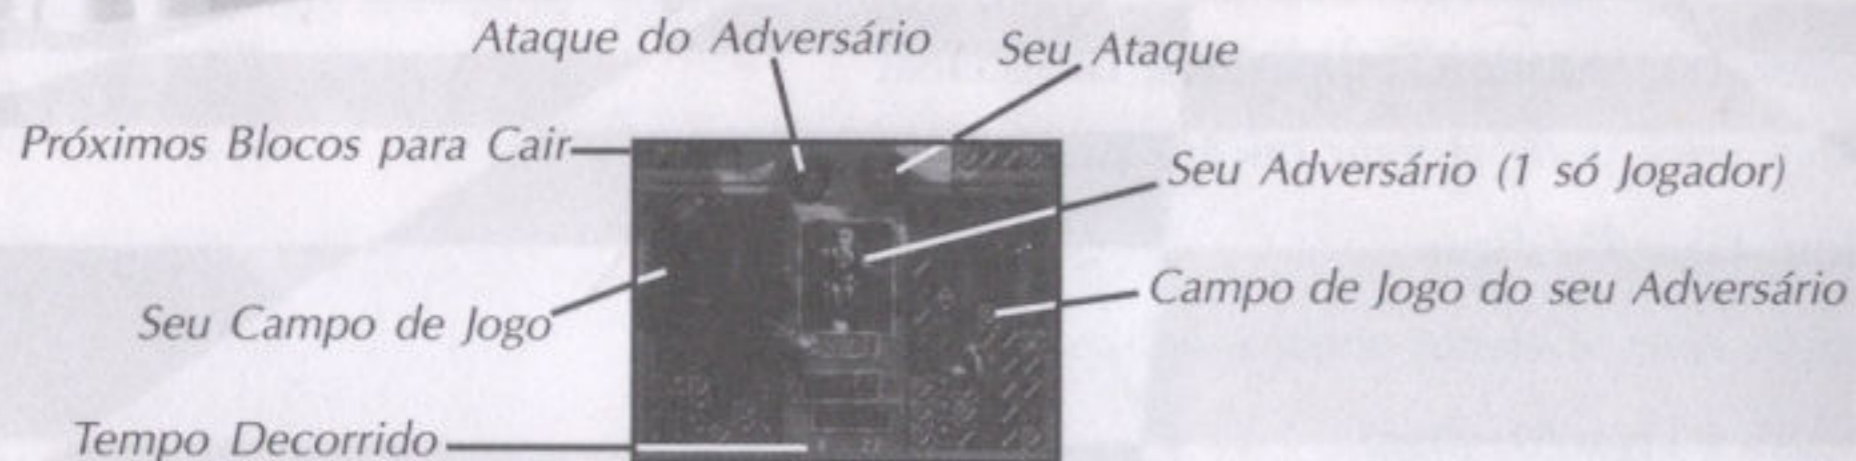 Ataque do Adversário
Seu Ataque
Próximos Blocos para Cair
Seu Adversário (1 só Jogador)
Campo de Jogo do seu Adversário
Seu Campo de Jogo
Tempo Decorrido